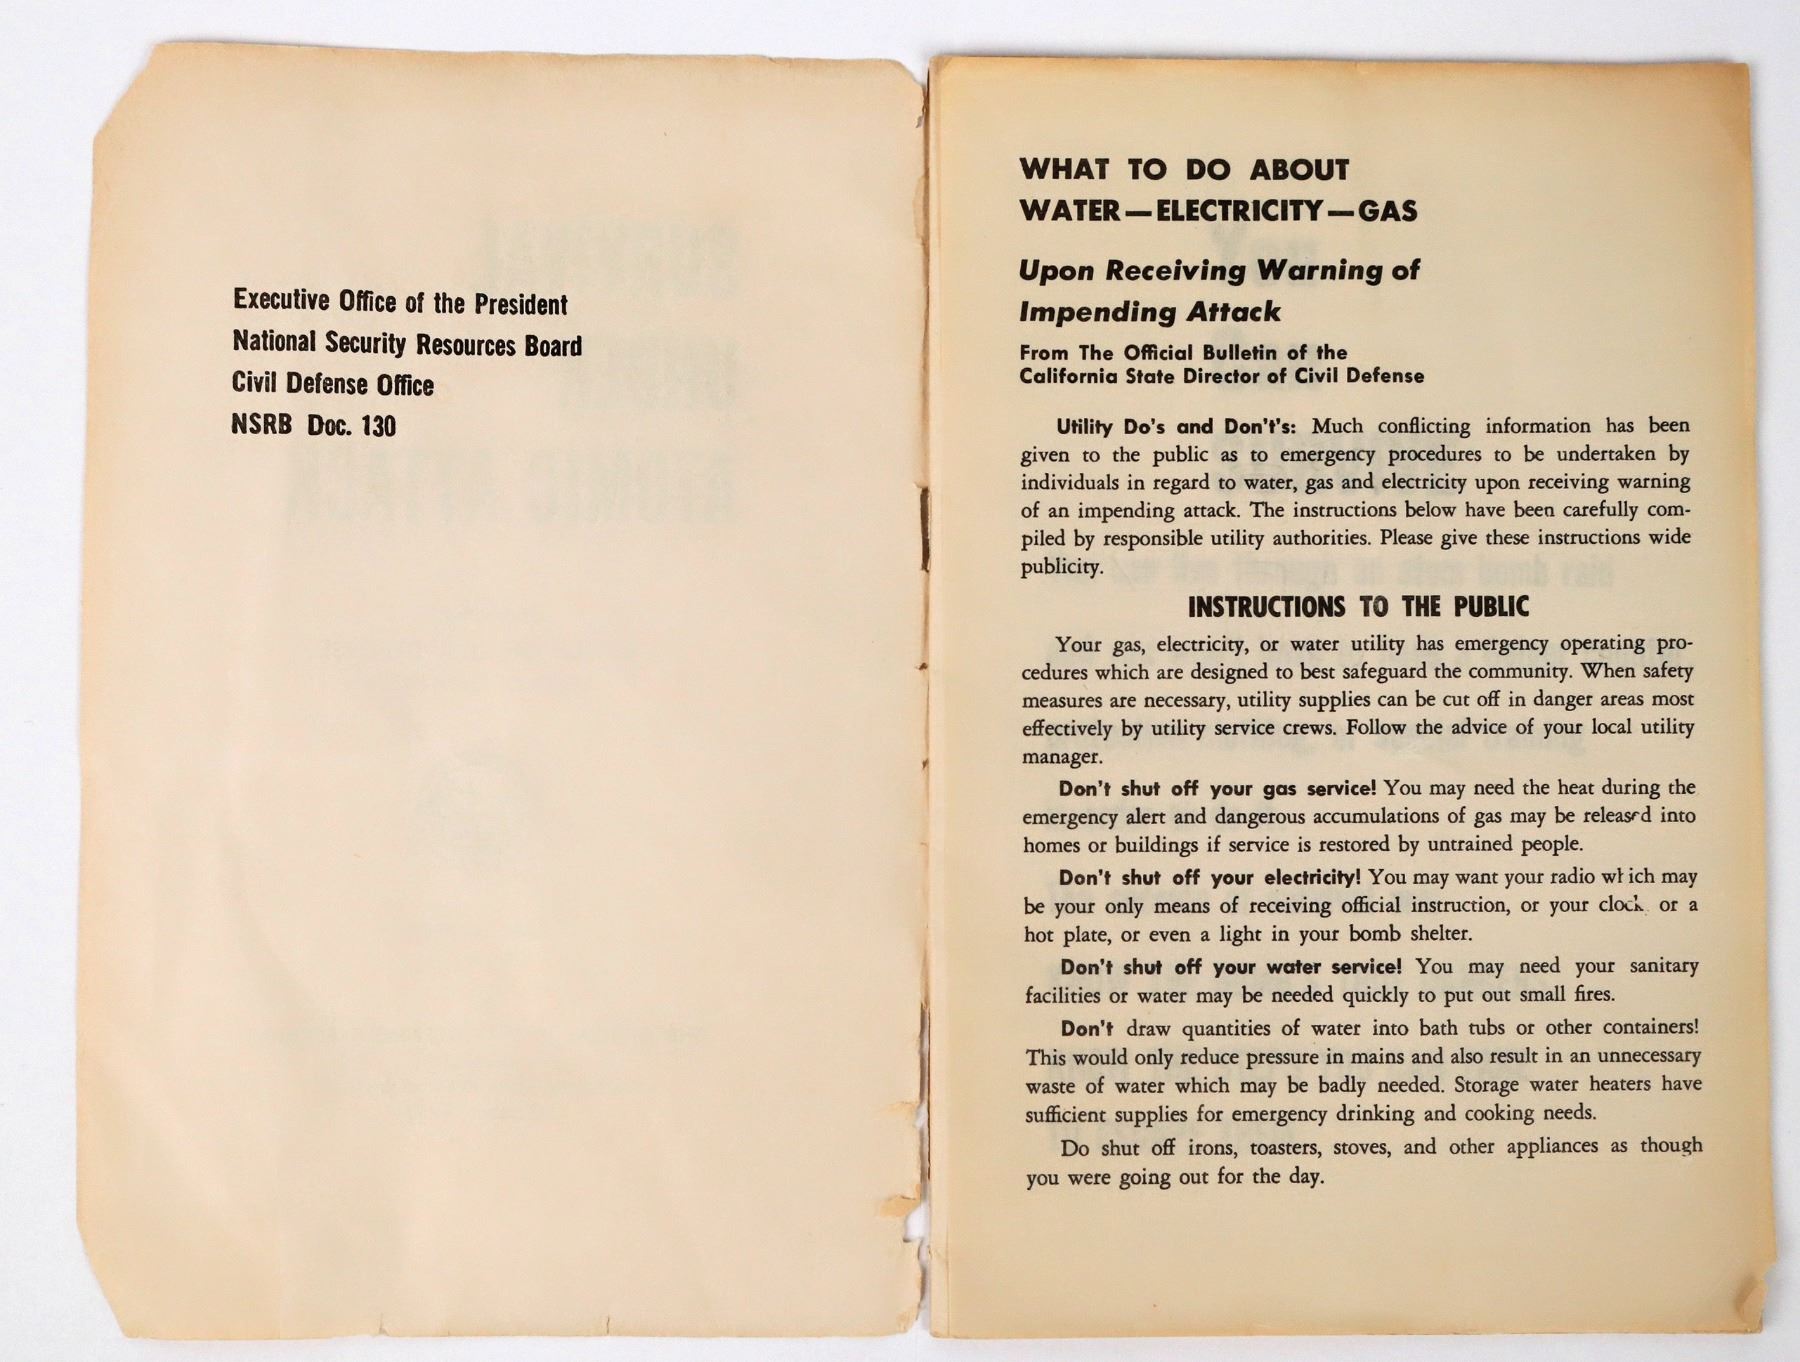 Executive Office of the President
National Security Resources Board
Civil Defense Office
NSRB Doc. 130
WHAT TO DO ABOUT
WATER—ELECTRICITY—GAS
Upon Receiving Warning of
Impending Attack
From The Official Bulletin of the
California State Director of Civil Defense
Utility Do's and Don't's: Much conflicting information has been
given to the public as to emergency procedures to be undertaken by
individuals in regard to water, gas and electricity upon receiving warning
of an impending attack. The instructions below have been carefully com-
piled by responsible utility authorities. Please give these instructions wide
publicity.
INSTRUCTIONS TO THE PUBLIC
Your gas, electricity, or water utility has emergency operating pro-
cedures which are designed to best safeguard the community. When safety
measures are necessary, utility supplies can be cut off in danger areas most
effectively by utility service crews. Follow the advice of your local utility
manager.
Don't shut off your gas service! You may need the heat during the
emergency alert and dangerous accumulations of gas may be released into
homes or buildings if service is restored by untrained people.
Don't shut off your electricity! You may want your radio which may
be your only means of receiving official instruction, or your clock or a
hot plate, or even a light in your bomb shelter.
Don't shut off your water service! You may need your sanitary
facilities or water may be needed quickly to put out small fires.
Don't draw quantities of water into bath tubs or other containers!
This would only reduce pressure in mains and also result in an unnecessary
waste of water which may be badly needed. Storage water heaters have
sufficient supplies for emergency drinking and cooking needs.
Do shut off irons, toasters, stoves, and other appliances as though
you were going out for the day.